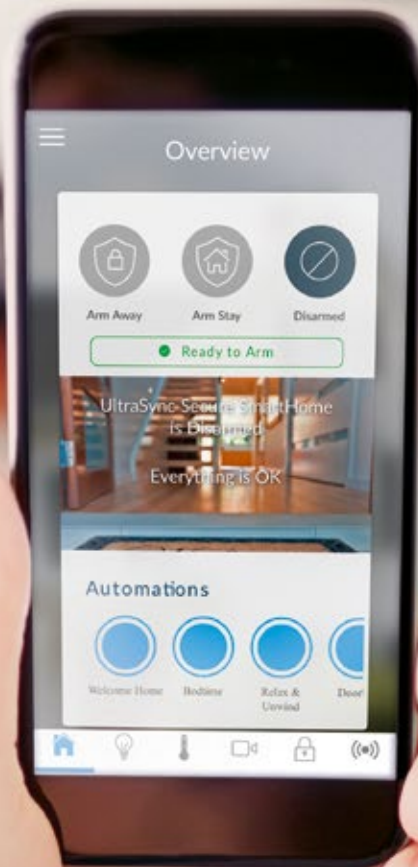 Overview
Arm Away Arm Stay Disarmed
Ready to Arm
UltraSync Secure SmartHome
is Disarmed
Everything is OK
Automations
Welcome Home Bedtime Relax & Door
Unwind